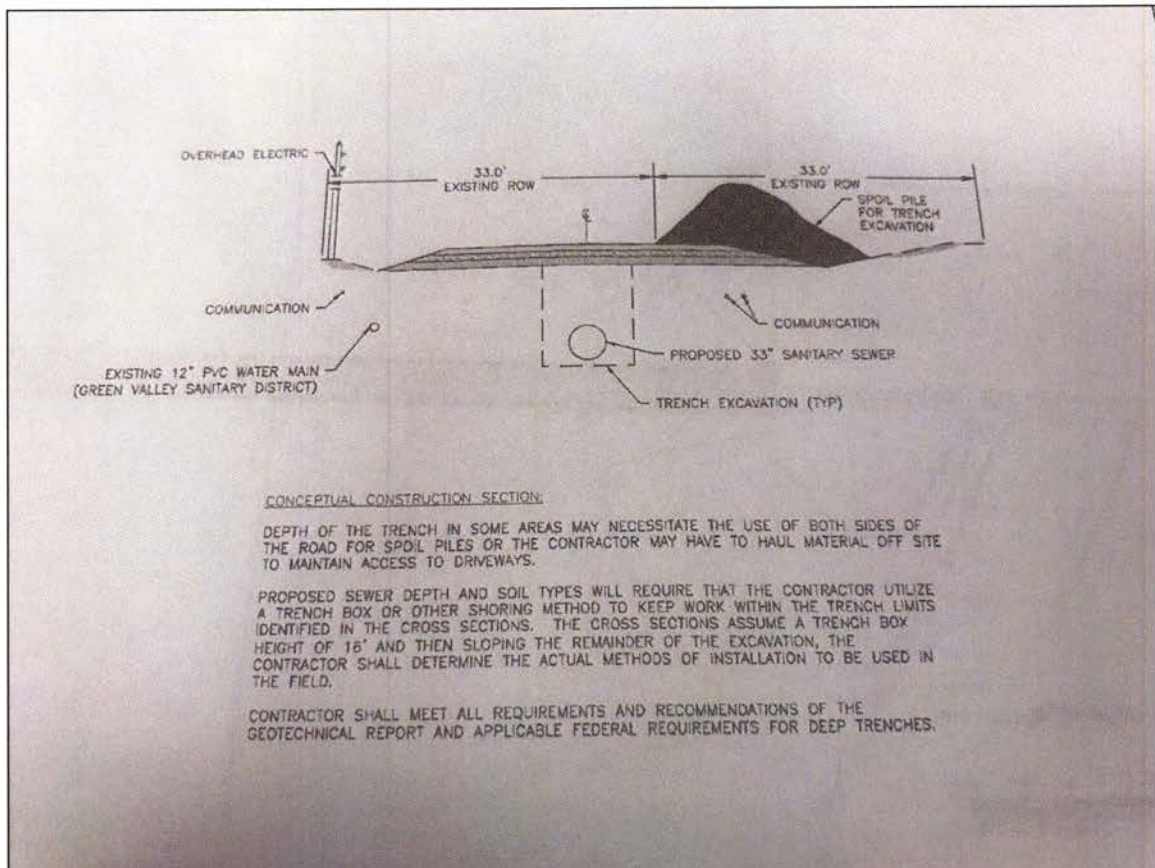 OVERHEAD ELECTRIC
33.0'
EXISTING ROW
33.0'
EXISTING ROW
SPOIL PILE
FOR TRENCH
EXCAVATION
℄
COMMUNICATION
COMMUNICATION
EXISTING 12" PVC WATER MAIN
(GREEN VALLEY SANITARY DISTRICT)
PROPOSED 33" SANITARY SEWER
TRENCH EXCAVATION (TYP)
CONCEPTUAL CONSTRUCTION SECTION:
DEPTH OF THE TRENCH IN SOME AREAS MAY NECESSITATE THE USE OF BOTH SIDES OF
THE ROAD FOR SPOIL PILES OR THE CONTRACTOR MAY HAVE TO HAUL MATERIAL OFF SITE
TO MAINTAIN ACCESS TO DRIVEWAYS.
PROPOSED SEWER DEPTH AND SOIL TYPES WILL REQUIRE THAT THE CONTRACTOR UTILIZE
A TRENCH BOX OR OTHER SHORING METHOD TO KEEP WORK WITHIN THE TRENCH LIMITS
IDENTIFIED IN THE CROSS SECTIONS. THE CROSS SECTIONS ASSUME A TRENCH BOX
HEIGHT OF 16' AND THEN SLOPING THE REMAINDER OF THE EXCAVATION, THE
CONTRACTOR SHALL DETERMINE THE ACTUAL METHODS OF INSTALLATION TO BE USED IN
THE FIELD.
CONTRACTOR SHALL MEET ALL REQUIREMENTS AND RECOMMENDATIONS OF THE
GEOTECHNICAL REPORT AND APPLICABLE FEDERAL REQUIREMENTS FOR DEEP TRENCHES.